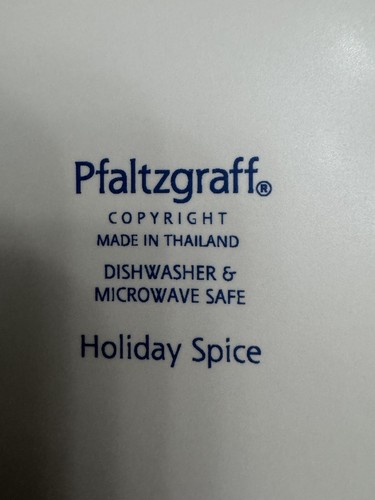 Pfaltzgraff®
COPYRIGHT
MADE IN THAILAND
DISHWASHER &
MICROWAVE SAFE
Holiday Spice